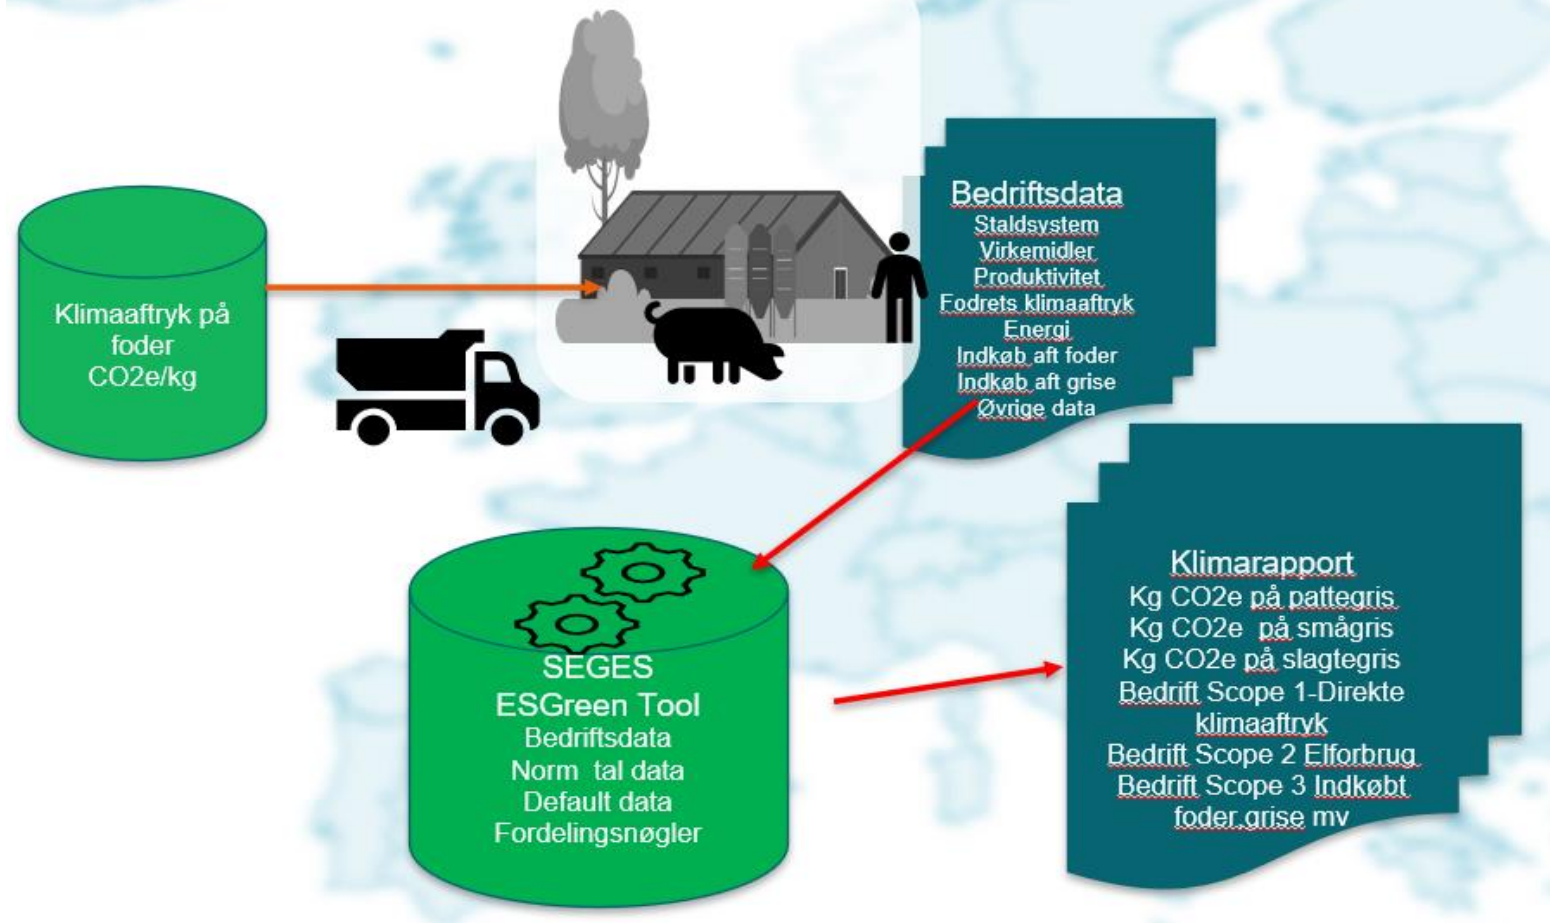 Klimaaftryk på
foder
CO2e/kg
Bedriftsdata
Staldsystem
Virkemidler
Produktivitet
Fodrets klimaaftryk
Energi
Indkøb aft foder
Indkøb aft grise
Øvrige data
SEGES
ESGreen Tool
Bedriftsdata
Norm  tal data
Default data
Fordelingsnøgler
Klimarapport
Kg CO2e på pattegris
Kg CO2e  på smågris
Kg CO2e på slagtegris
Bedrift Scope 1-Direkte
klimaaftryk
Bedrift Scope 2 Elforbrug
Bedrift Scope 3 Indkøbt
foder,grise mv